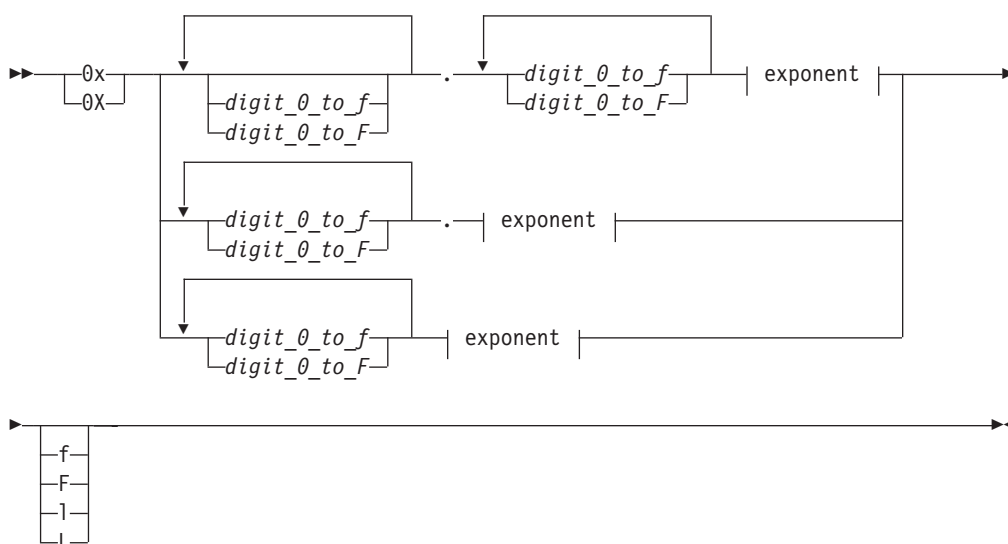 0x . digit_0_to_f exponent
0X digit_0_to_f digit_0_to_F
digit_0_to_F
digit_0_to_f . exponent
digit_0_to_F
digit_0_to_f exponent
digit_0_to_F
f
F
l
L